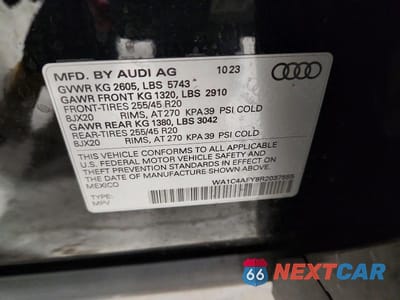 MFD. BY AUDI AG 10 23
GVWR KG 2605, LBS 5743
GAWR FRONT KG 1320, LBS 2910
FRONT-TIRES 255/45 R20
8JX20 RIMS, AT 270 KPA 39 PSI COLD
GAWR REAR KG 1380, LBS 3042
REAR-TIRES 255/45 R20
8JX20 RIMS, AT 270 KPA 39 PSI COLD
THIS VEHICLE CONFORMS TO ALL APPLICABLE
U.S. FEDERAL MOTOR VEHICLE
THEFT PREVENTION STANDARDS IN EFFECT ON THE
DATE OF MANUFACTURE SHOWN ABOVE.
MEXICO
WA1C4AFY8R2037555
TYPE:
MPV
66 NEXTCAR